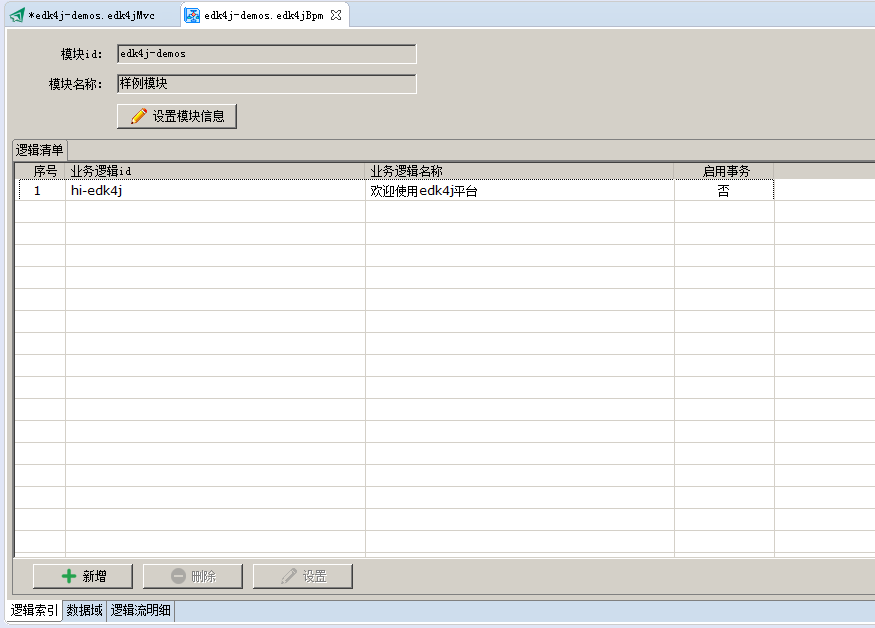 *edk4j-demos.edk4jMvc edk4j-demos.edk4jBpm
模块id: edk4j-demos
模块名称: 样例模块
设置模块信息
逻辑清单
序号 业务逻辑id 业务逻辑名称 启用事务
1 hi-edk4j 欢迎使用edk4j平台 否
新增 删除 设置
逻辑索引 数据域 逻辑流明细